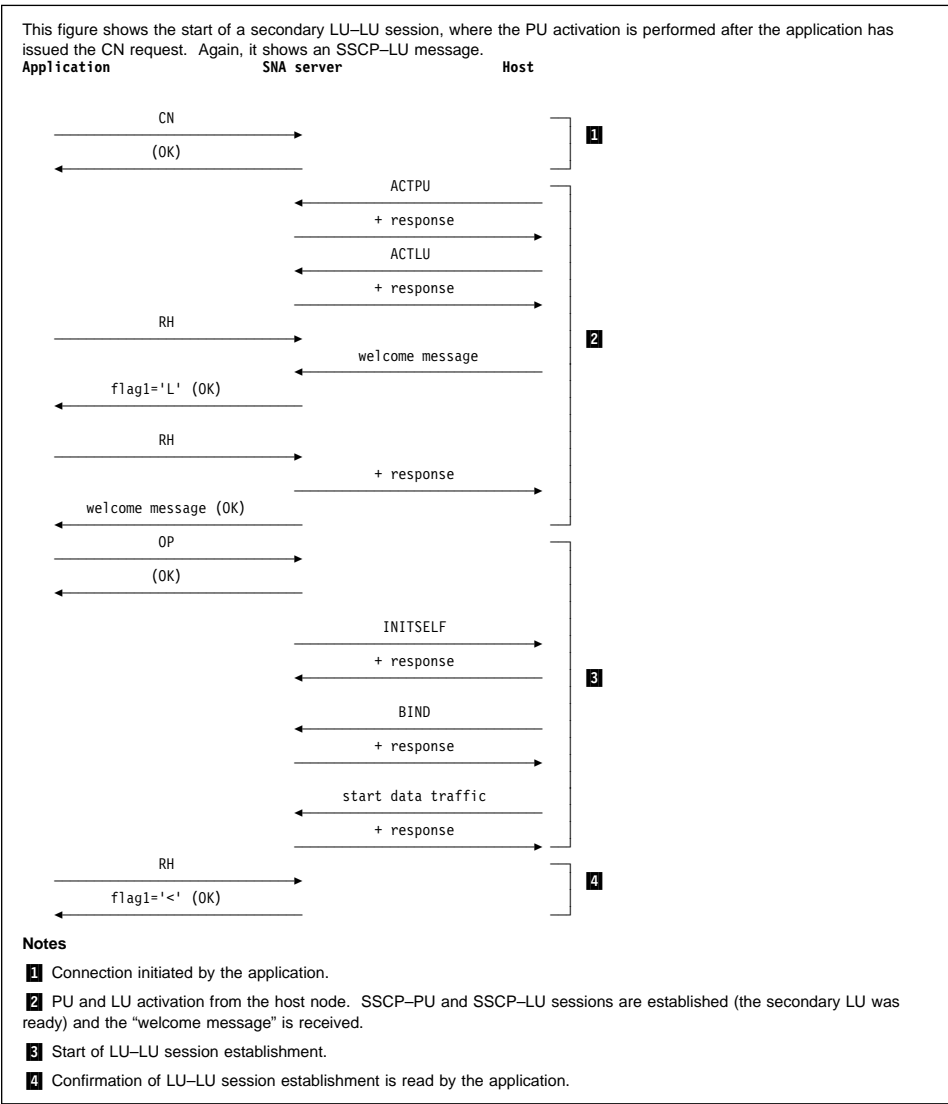 This figure shows the start of a secondary LU–LU session, where the PU activation is performed after the application has
issued the CN request. Again, it shows an SSCP–LU message.
Application SNA server Host
CN
1
(OK)
ACTPU
+ response
ACTLU
+ response
RH
2
welcome message
flag1='L' (OK)
RH
+ response
welcome message (OK)
OP
(OK)
INITSELF
+ response
3
BIND
+ response
start data traffic
+ response
RH
4
flag1='<' (OK)
Notes
1 Connection initiated by the application.
2 PU and LU activation from the host node. SSCP–PU and SSCP–LU sessions are established (the secondary LU was
ready) and the “welcome message” is received.
3 Start of LU–LU session establishment.
4 Confirmation of LU–LU session establishment is read by the application.